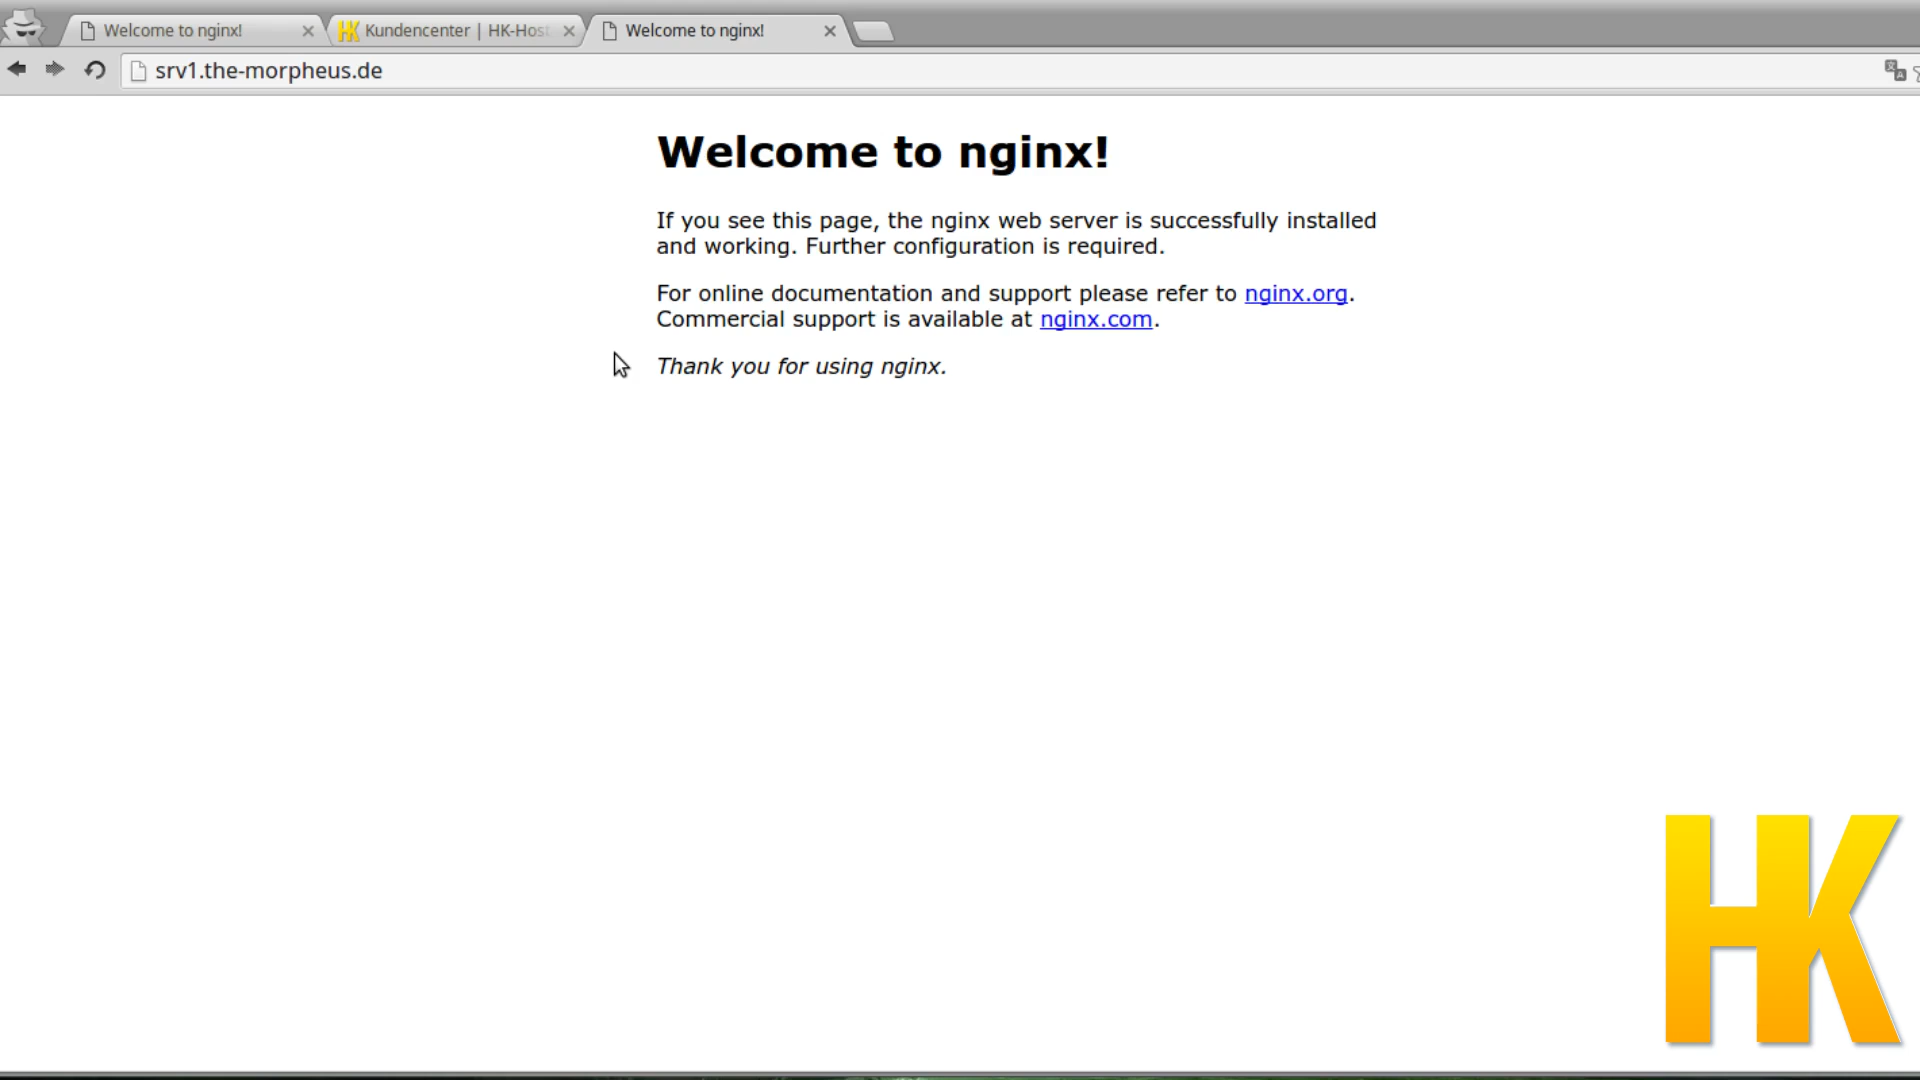 Welcome to nginx!
Kundencenter | HK-Host
Welcome to nginx!
srv1.the-morpheus.de
Welcome to nginx!
If you see this page, the nginx web server is successfully installed
and working. Further configuration is required.
For online documentation and support please refer to nginx.org.
Commercial support is available at nginx.com.
Thank you for using nginx.
HK